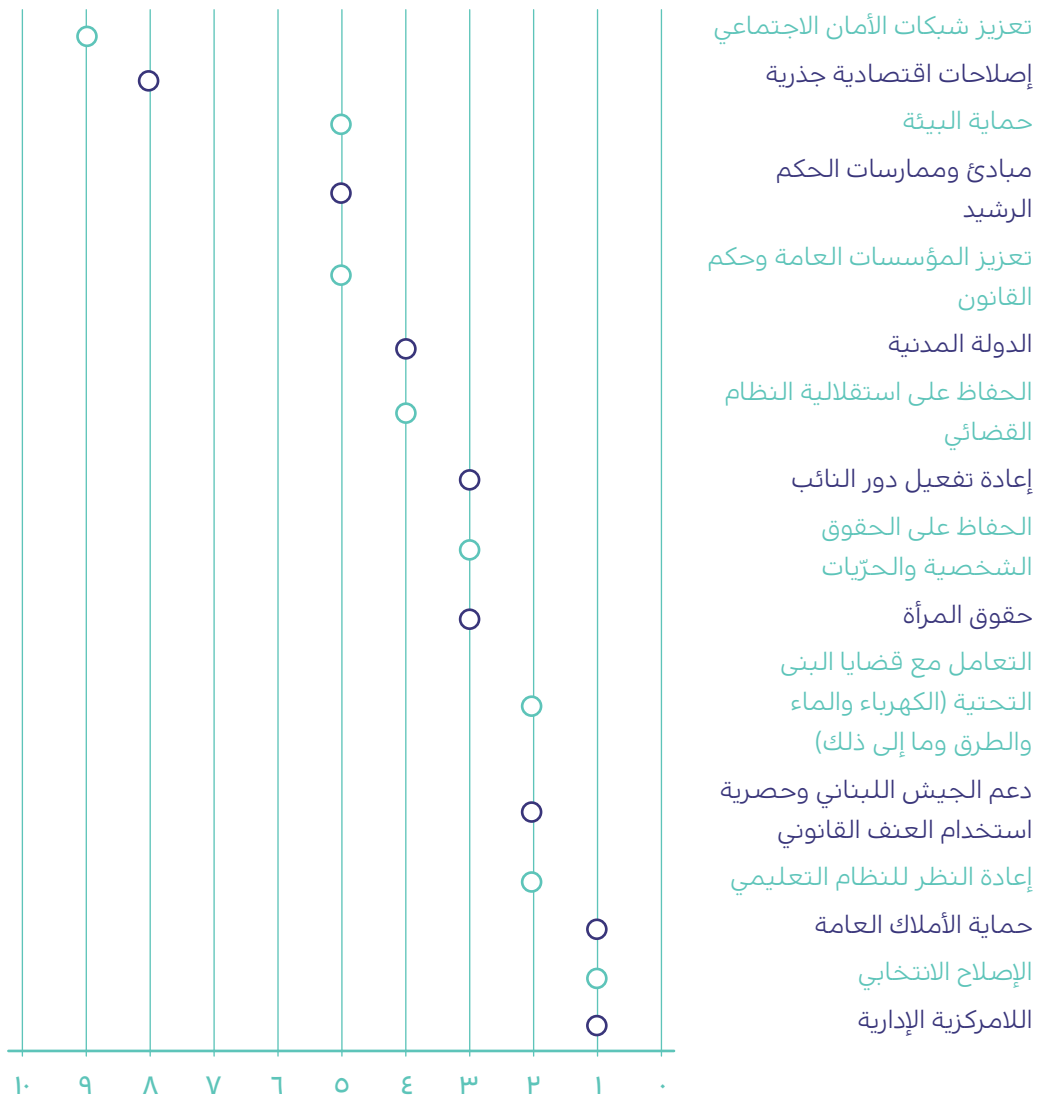 تعزيز شبكات الأمان الاجتماعي
إصلاحات اقتصادية جذرية
حماية البيئة
مبادئ وممارسات الحكم
الرشيد
تعزيز المؤسسات العامة وحكم
القانون
الدولة المدنية
الحفاظ على استقلالية النظام
القضائي
إعادة تفعيل دور النائب
الحفاظ على الحقوق
الشخصية والحرّيات
حقوق المرأة
التعامل مع قضايا البنى
التحتية (الكهرباء والماء
والطرق وما إلى ذلك)
دعم الجيش اللبناني وحصرية
استخدام العنف القانوني
إعادة النظر للنظام التعليمي
حماية الأملاك العامة
الإصلاح الانتخابي
اللامركزية الإدارية
٠ ١ ٢ ٣ ٤ ٥ ٦ ٧ ٨ ٩ ١٠